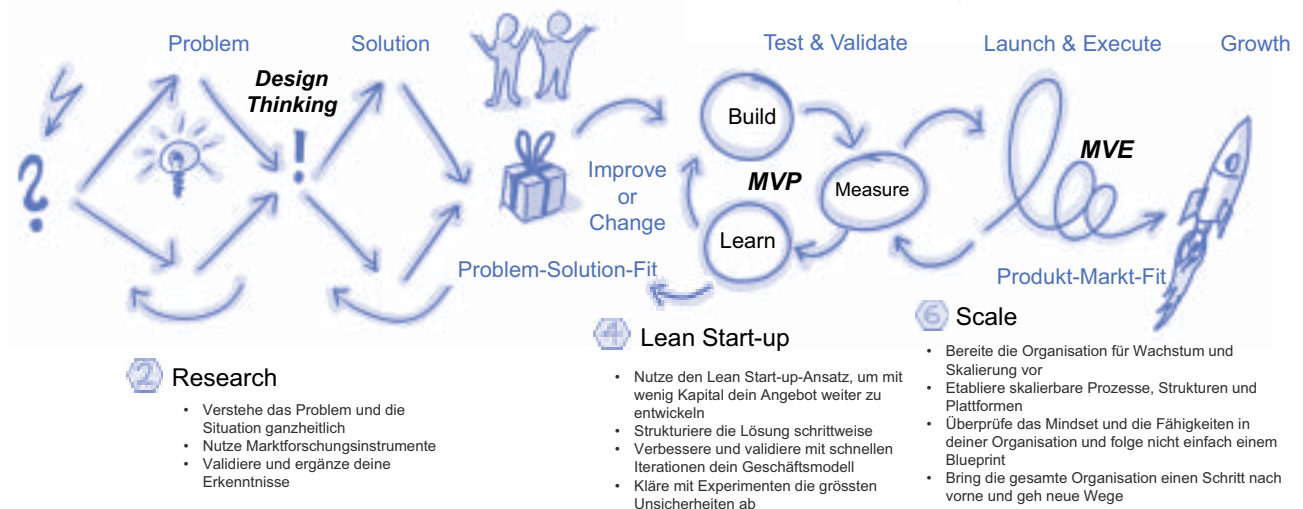 Problem
Solution
Test & Validate
Launch & Execute
Growth
Design
Thinking
?
!
Build
Improve
or
Change
MVP
Measure
Learn
MVE
Problem-Solution-Fit
Produkt-Markt-Fit
2 Research
• Verstehe das Problem und die
Situation ganzheitlich
• Nutze Marktforschungsinstrumente
• Validiere und ergänze deine
Erkenntnisse
4 Lean Start-up
• Nutze den Lean Start-up-Ansatz, um mit
wenig Kapital dein Angebot weiter zu
entwickeln
• Strukturiere die Lösung schrittweise
• Verbessere und validiere mit schnellen
Iterationen dein Geschäftsmodell
• Kläre mit Experimenten die grössten
Unsicherheiten ab
6 Scale
• Bereite die Organisation für Wachstum und
Skalierung vor
• Etabliere skalierbare Prozesse, Strukturen und
Plattformen
• Überprüfe das Mindset und die Fähigkeiten in
deiner Organisation und folge nicht einfach einem
Blueprint
• Bring die gesamte Organisation einen Schritt nach
vorne und geh neue Wege